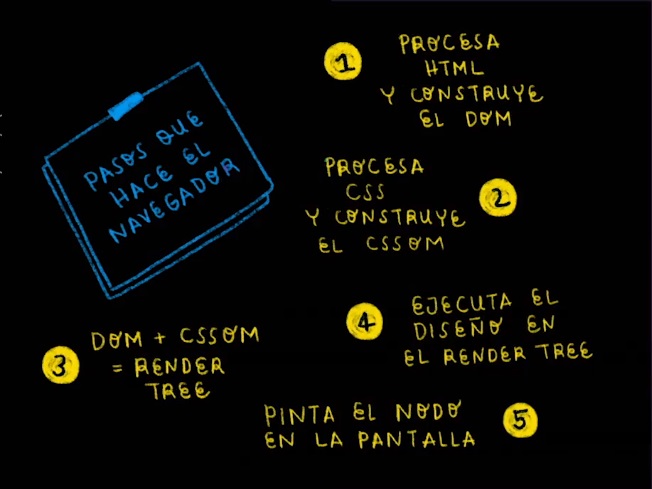 PASOS QUE
HACE EL
NAVEGADOR
1
PROCESA
HTML
Y CONSTRUYE
EL DOM
PROCESA
CSS
Y CONSTRUYE
EL CSSOM
2
3
DOM + CSSOM
= RENDER
TREE
4
EJECUTA EL
DISEÑO EN
EL RENDER TREE
PINTA EL NODO
EN LA PANTALLA
5